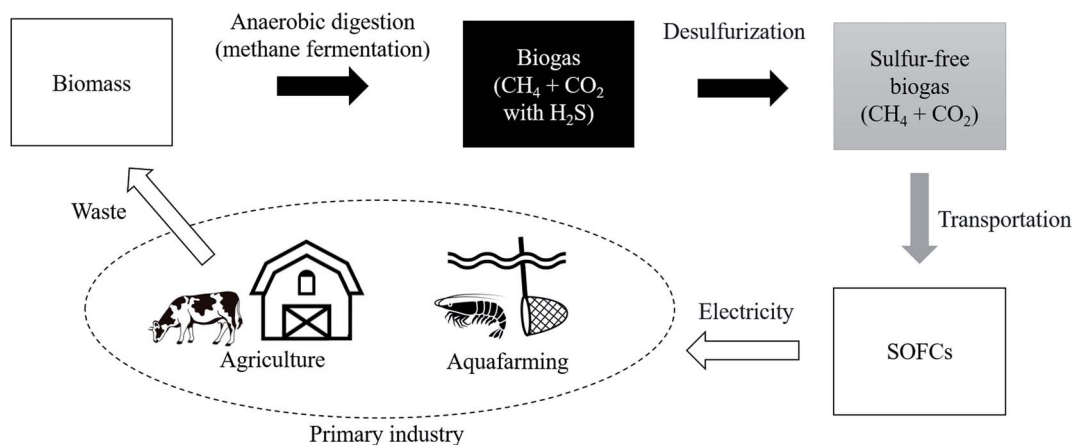 Biomass
Anaerobic digestion
(methane fermentation)
Biogas
(CH₄ + CO₂
with H₂S)
Desulfurization
Sulfur-free
biogas
(CH₄ + CO₂)
Transportation
SOFCs
Electricity
Waste
Agriculture
Aquafarming
Primary industry